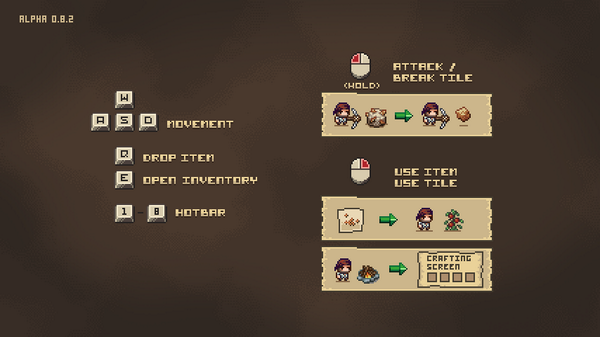 ALPHA 0.8.2
W
A S D MOVEMENT
Q DROP ITEM
E OPEN INVENTORY
1 - 8 HOTBAR
(HOLD)
ATTACK /
BREAK TILE
USE ITEM
USE TILE
CRAFTING
SCREEN